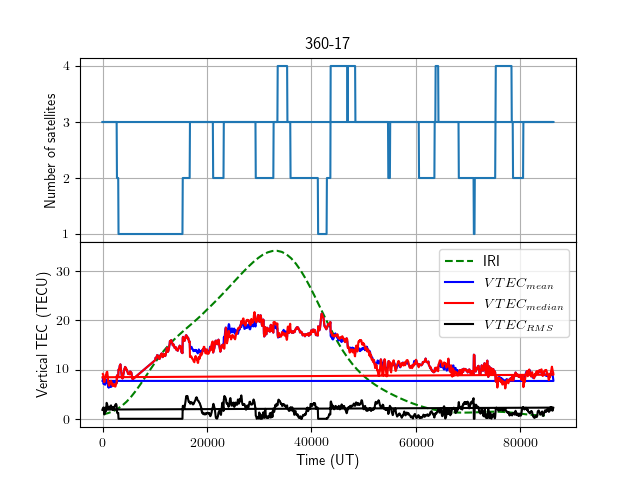 360-17
Number of satellites
4
3
2
1
Vertical TEC (TECU)
30
20
10
0
IRI
VTEC_mean
VTEC_median
VTEC_RMS
0 20000 40000 60000 80000
Time (UT)